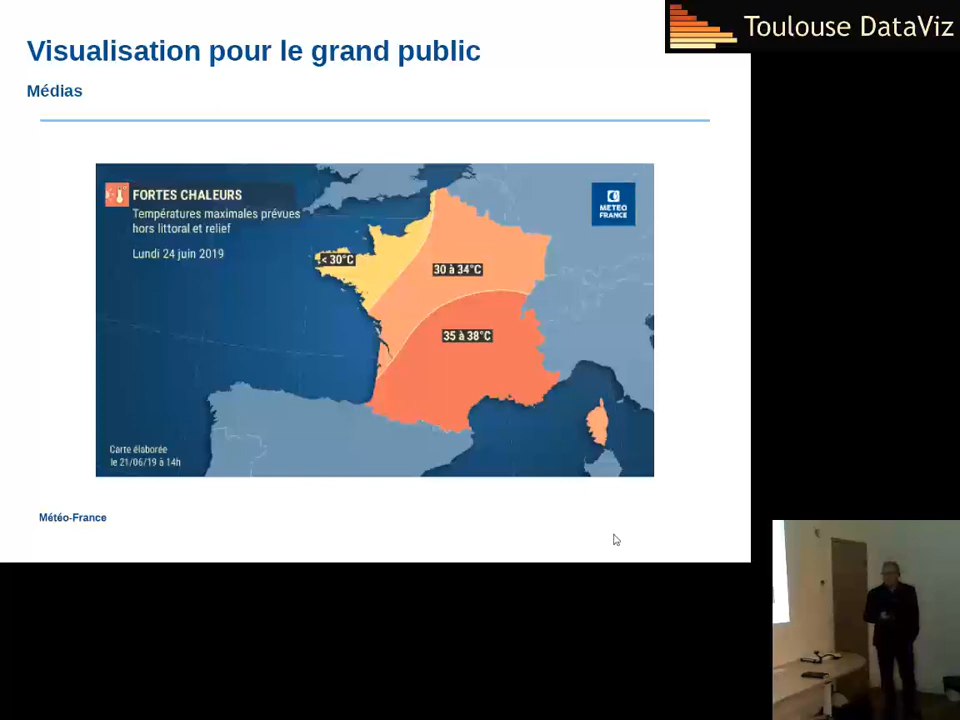 Toulouse DataViz
Visualisation pour le grand public
Médias
FORTES CHALEURS
Températures maximales prévues
hors littoral et relief
Lundi 24 juin 2019
METEO
FRANCE
< 30°C
30 à 34°C
35 à 38°C
Carte élaborée
le 21/06/19 à 14h
Météo-France